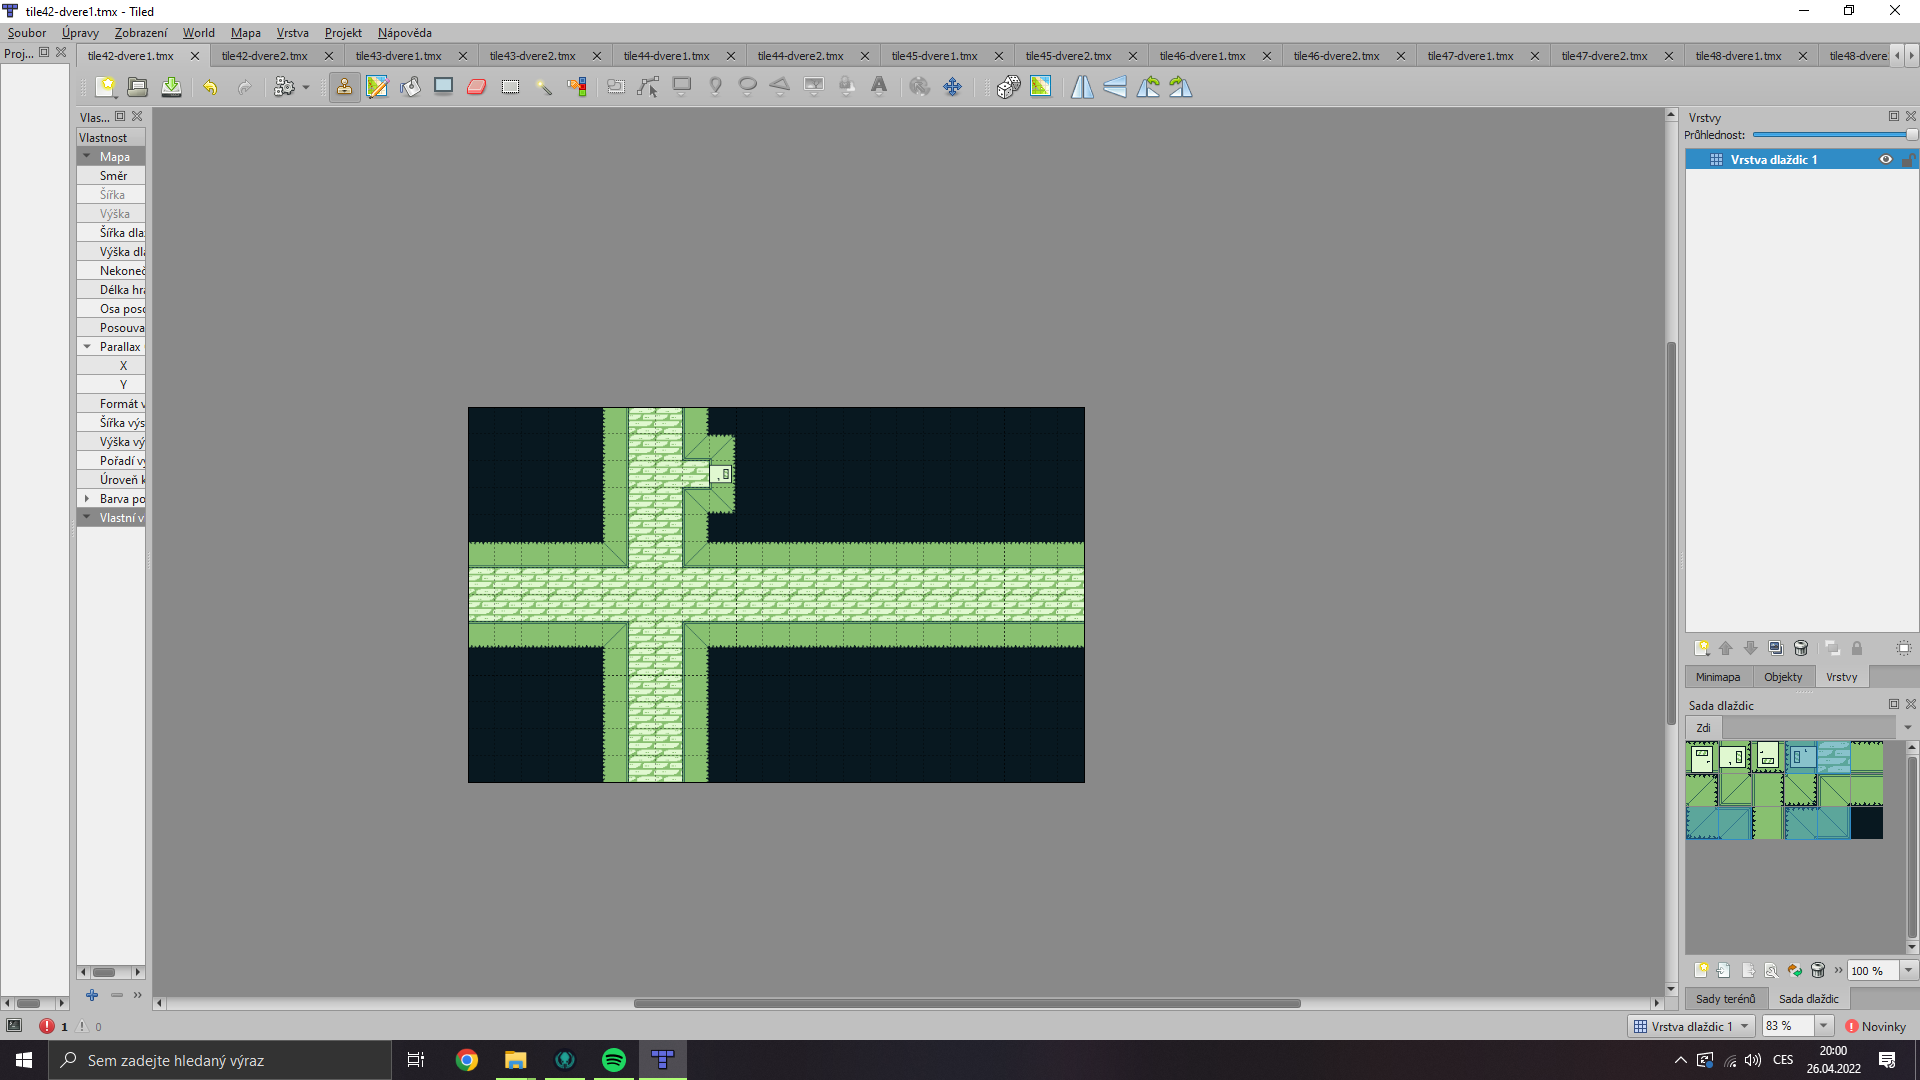 tile42-dvere1.tmx - Tiled
Soubor Úpravy Zobrazení World Mapa Vrstva Projekt Nápověda
Proj... tile42-dvere1.tmx tile42-dvere2.tmx tile43-dvere1.tmx tile43-dvere2.tmx tile44-dvere1.tmx tile44-dvere2.tmx tile45-dvere1.tmx tile45-dvere2.tmx tile46-dvere1.tmx tile46-dvere2.tmx tile47-dvere1.tmx tile47-dvere2.tmx tile48-dvere1.tmx tile48-dvere
Vlas...
Vlastnost
Mapa
Směr
Šířka
Výška
Šířka dla
Výška dl
Nekoneč
Délka hr
Osa poso
Posouva
Parallax
X
Y
Formát v
Šířka výs
Výška vý
Pořadí v
Úroveň k
Barva po
Vlastní v
Vrstvy
Průhlednost:
Vrstva dlaždic 1
Minimapa Objekty Vrstvy
Sada dlaždic
Zdi
100 %
Sady terénů Sada dlaždic
1 0
Vrstva dlaždic 1 83 % Novinky
Sem zadejte hledaný výraz
CES
20:00
26.04.2022